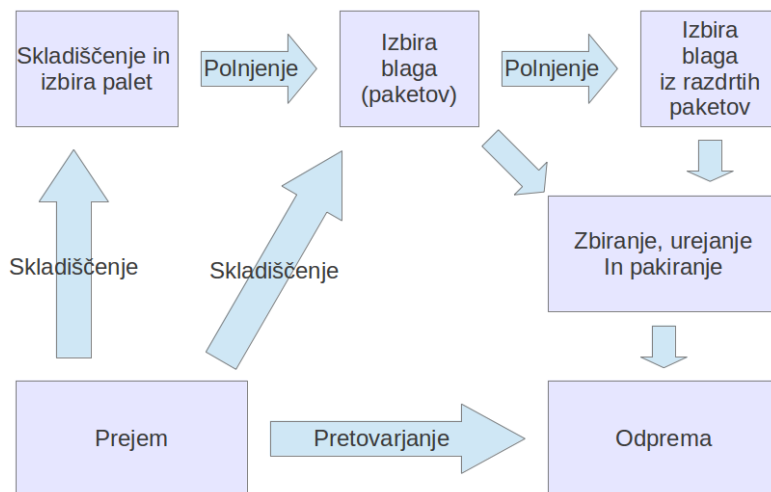 Skladiščenje in
izbira palet
Polnjenje
Izbira
blaga
(paketov)
Polnjenje
Izbira
blaga
iz razdrtih
paketov
Zbiranje, urejanje
In pakiranje
Skladiščenje
Skladiščenje
Prejem
Pretovarjanje
Odprema